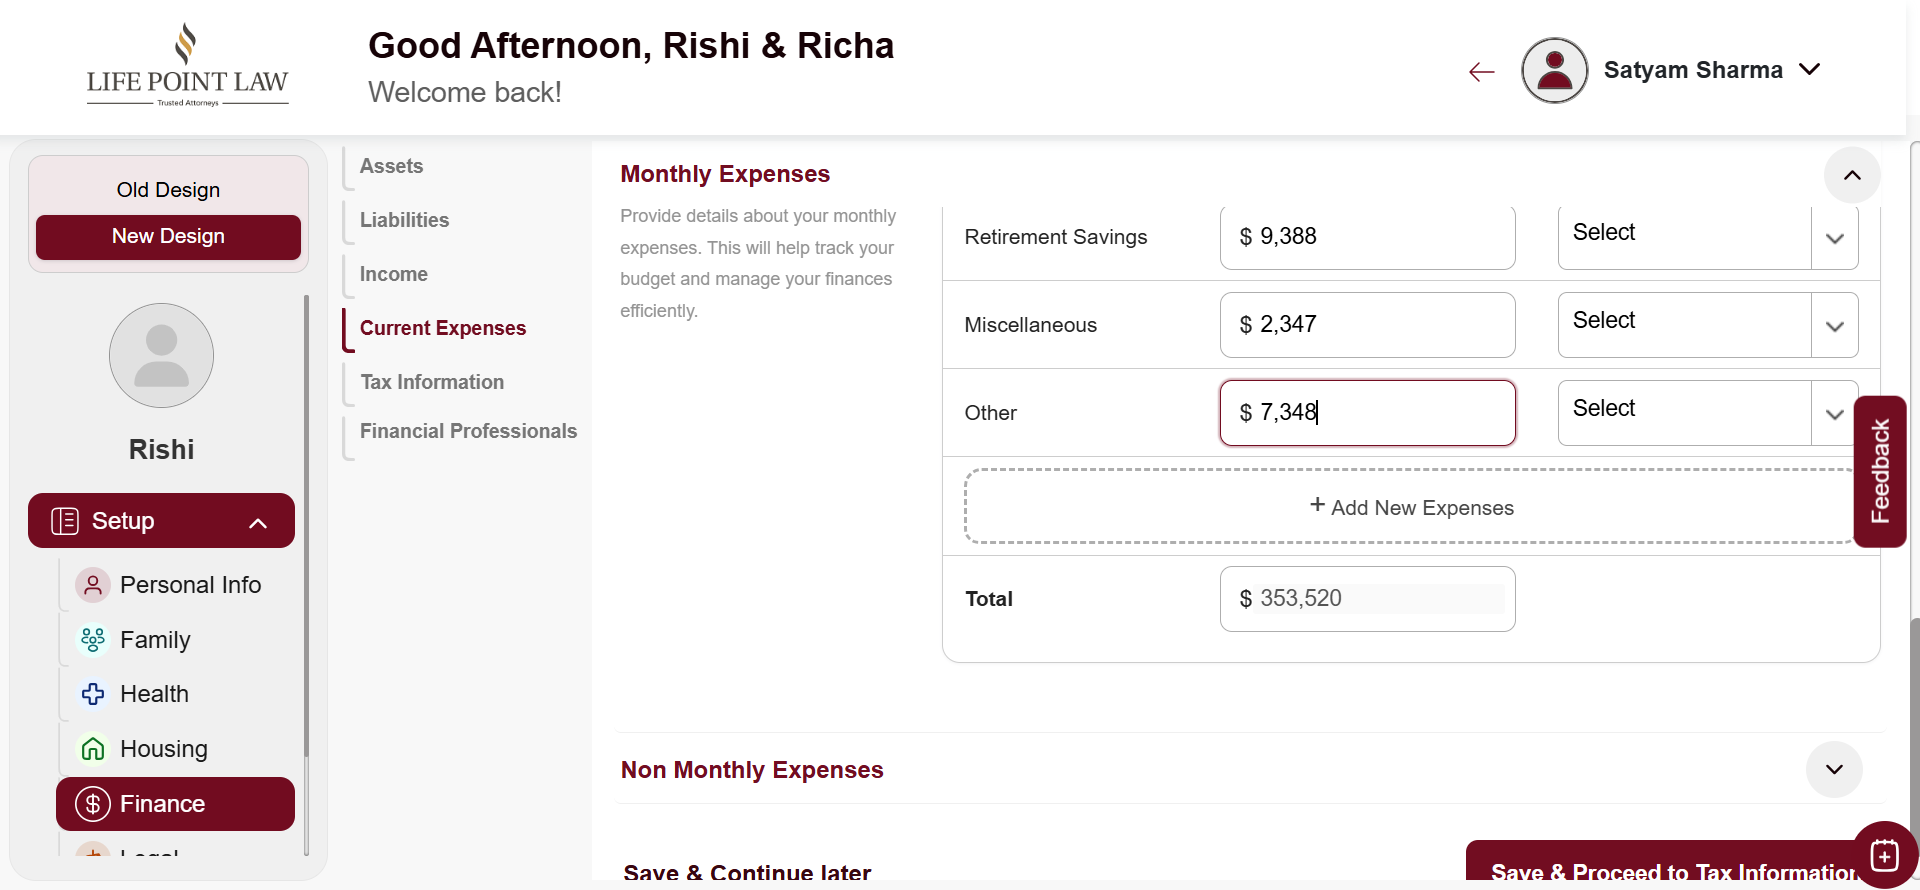 LIFE POINT LAW
Trusted Attorneys
Good Afternoon, Rishi & Richa
Welcome back!
Satyam Sharma
Old Design
New Design
Rishi
Setup
Personal Info
Family
Health
Housing
Finance
Legal
Assets
Liabilities
Income
Current Expenses
Tax Information
Financial Professionals
Monthly Expenses
Provide details about your monthly
expenses. This will help track your
budget and manage your finances
efficiently.
Retirement Savings $ 9,388 Select
Miscellaneous $ 2,347 Select
Other $ 7,348 Select
+ Add New Expenses
Total $ 353,520
Feedback
Non Monthly Expenses
Save & Continue later
Save & Proceed to Tax Information